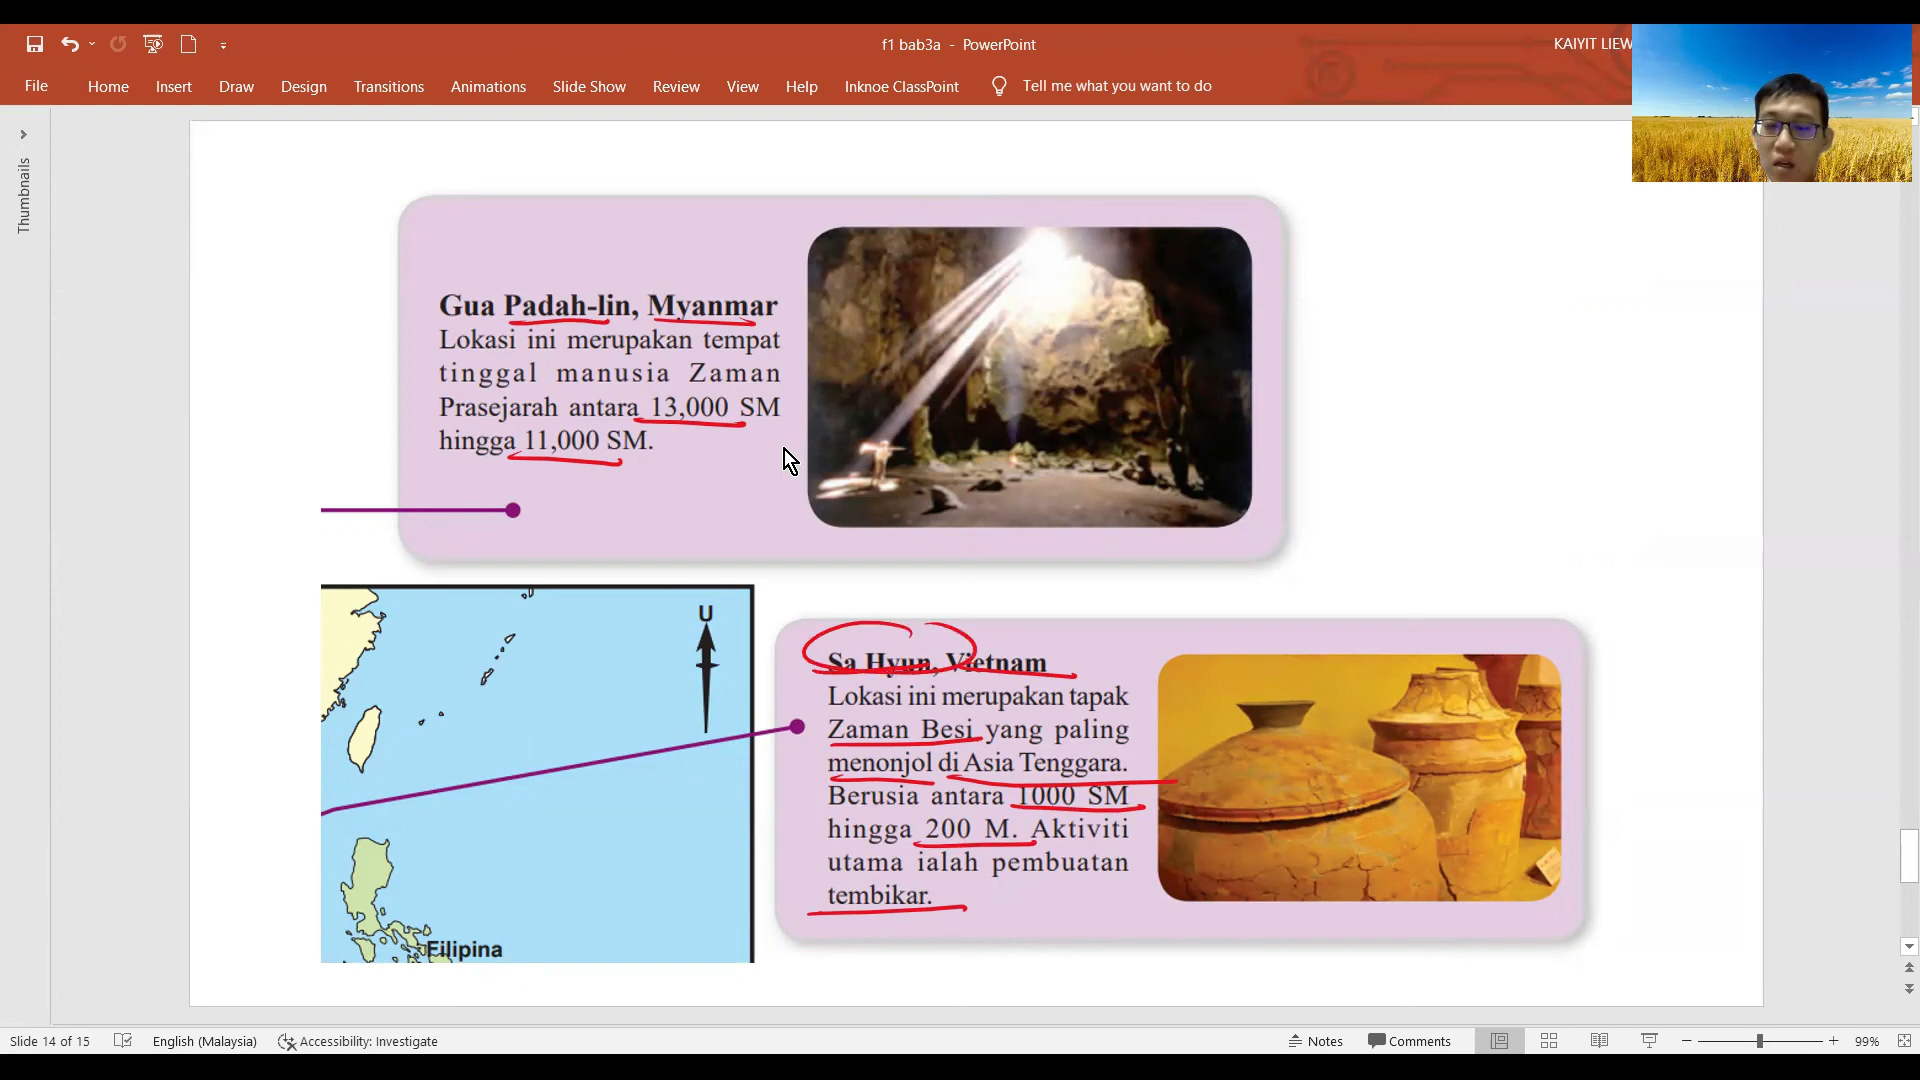 f1 bab3a - PowerPoint
KAIYIT LIEW
File Home Insert Draw Design Transitions Animations Slide Show Review View Help Inknoe ClassPoint Tell me what you want to do
Thumbnails
Gua Padah-lin, Myanmar
Lokasi ini merupakan tempat
tinggal manusia Zaman
Prasejarah antara 13,000 SM
hingga 11,000 SM.
U
Filipina
Sa Hyun, Vietnam
Lokasi ini merupakan tapak
Zaman Besi yang paling
menonjol di Asia Tenggara.
Berusia antara 1000 SM
hingga 200 M. Aktiviti
utama ialah pembuatan
tembikar.
Slide 14 of 15 English (Malaysia) Accessibility: Investigate Notes Comments 99%